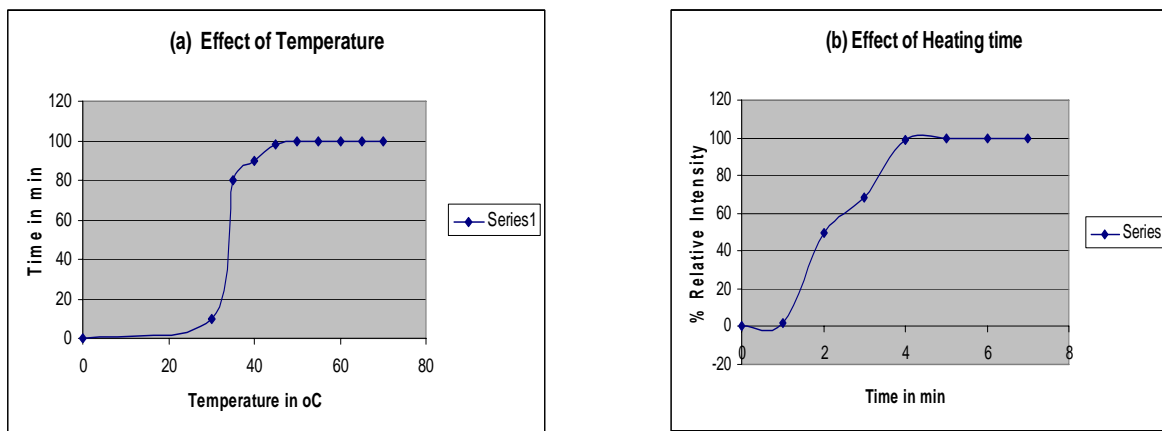 (a) Effect of Temperature
Time in min
120
100
80
60
40
20
0
0 20 40 60 80
Temperature in oC
Series1
(b) Effect of Heating time
% Relative Intensity
120
100
80
60
40
20
0
-20
0 2 4 6 8
Time in min
Series